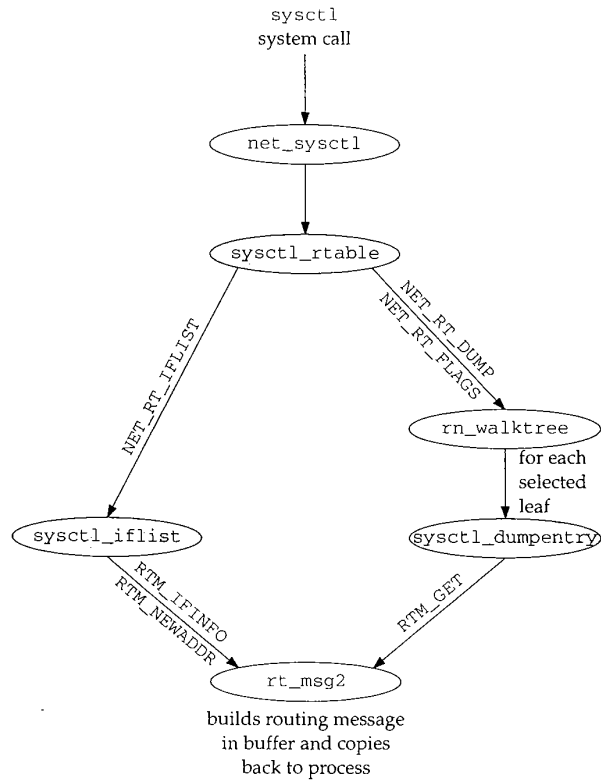 sysctl
system call
net_sysctl
sysctl_rtable
NET_RT_DUMP
NET_RT_FLAGS
NET_RT_IFLIST
rn_walktree
for each
selected
leaf
sysctl_iflist
sysctl_dumpentry
RTM_IFINFO
RTM_NEWADDR
RTM_GET
rt_msg2
builds routing message
in buffer and copies
back to process